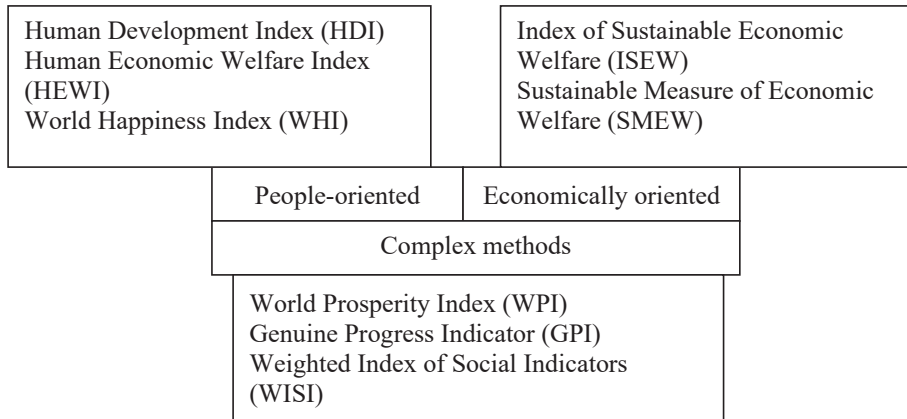 Human Development Index (HDI)
Human Economic Welfare Index
(HEWI)
World Happiness Index (WHI)
Index of Sustainable Economic
Welfare (ISEW)
Sustainable Measure of Economic
Welfare (SMEW)
People-oriented
Economically oriented
Complex methods
World Prosperity Index (WPI)
Genuine Progress Indicator (GPI)
Weighted Index of Social Indicators
(WISI)